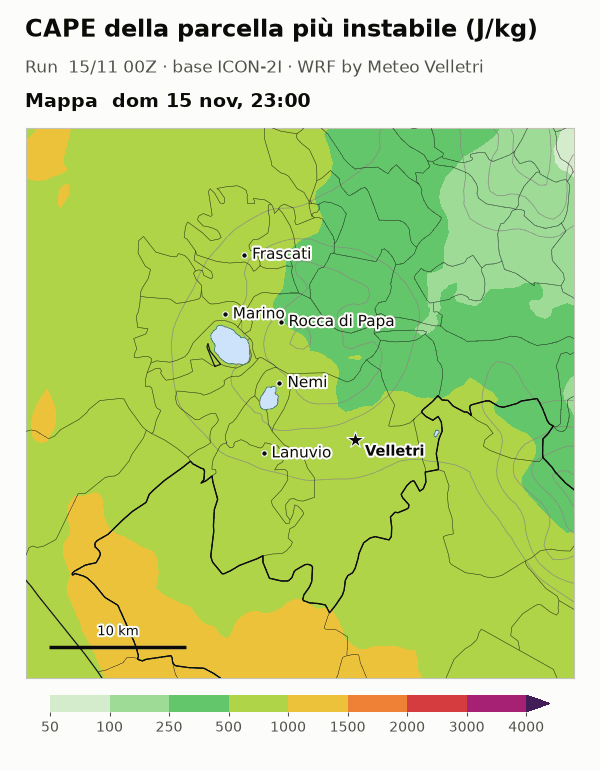 CAPE della parcella più instabile (J/kg)
Run  15/11 00Z · base ICON-2I · WRF by Meteo Velletri
Mappa  dom 15 nov, 23:00
Frascati
Marino
Rocca di Papa
Nemi
Velletri
Lanuvio
10 km
50 100 250 500 1000 1500 2000 3000 4000